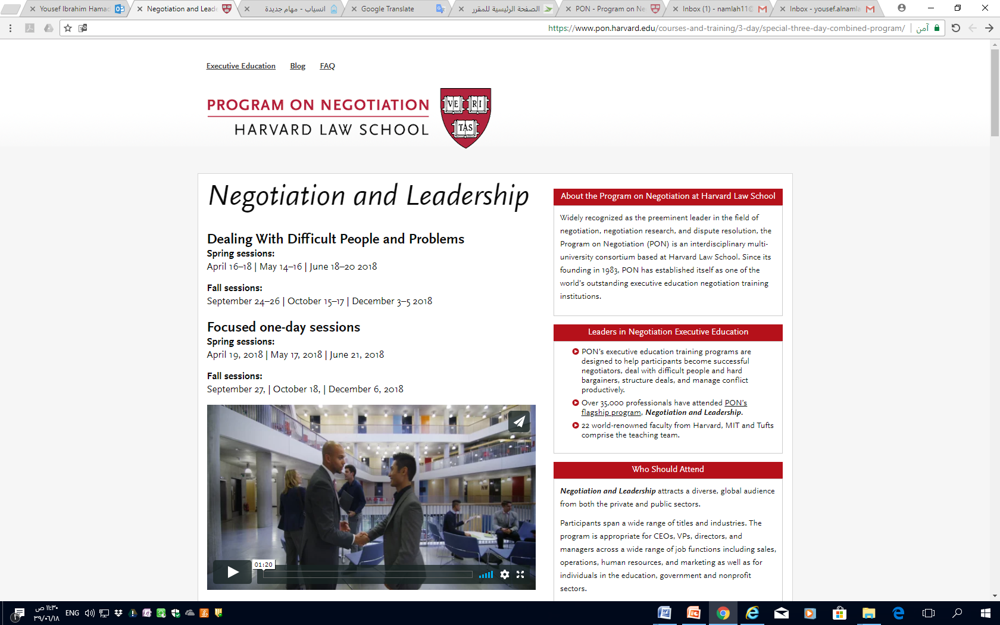 Yousef Ibrahim Hama
Negotiation and Lead
انسياب - مهام جديدة
Google Translate
الصفحة الرئيسية للمقرر
PON - Program on Ne
Inbox (1) - namlah11@
Inbox - yousef.alnamla
https://www.pon.harvard.edu/courses-and-training/3-day/special-three-day-combined-program/
آمن
Executive Education Blog FAQ
PROGRAM ON NEGOTIATION
HARVARD LAW SCHOOL
VE RI
TAS
Negotiation and Leadership
Dealing With Difficult People and Problems
Spring sessions:
April 16–18 | May 14–16 | June 18–20 2018
Fall sessions:
September 24–26 | October 15–17 | December 3–5 2018
Focused one-day sessions
Spring sessions:
April 19, 2018 | May 17, 2018 | June 21, 2018
Fall sessions:
September 27, | October 18, | December 6, 2018
NW
01:20
About the Program on Negotiation at Harvard Law School
Widely recognized as the preeminent leader in the field of
negotiation, negotiation research, and dispute resolution, the
Program on Negotiation (PON) is an interdisciplinary multi-
university consortium based at Harvard Law School. Since its
founding in 1983, PON has established itself as one of the
world's outstanding executive education negotiation training
institutions.
Leaders in Negotiation Executive Education
PON's executive education training programs are
designed to help participants become successful
negotiators, deal with difficult people and hard
bargainers, structure deals, and manage conflict
productively.
Over 35,000 professionals have attended PON's
flagship program, Negotiation and Leadership.
22 world-renowned faculty from Harvard, MIT and Tufts
comprise the teaching team.
Who Should Attend
Negotiation and Leadership attracts a diverse, global audience
from both the private and public sectors.
Participants span a wide range of titles and industries. The
program is appropriate for CEOs, VPs, directors, and
managers across a wide range of job functions including sales,
operations, human resources, and marketing as well as for
individuals in the education, government and nonprofit
sectors.
١١:٣٠ ص
٣٩/٠٦/١٨
ENG